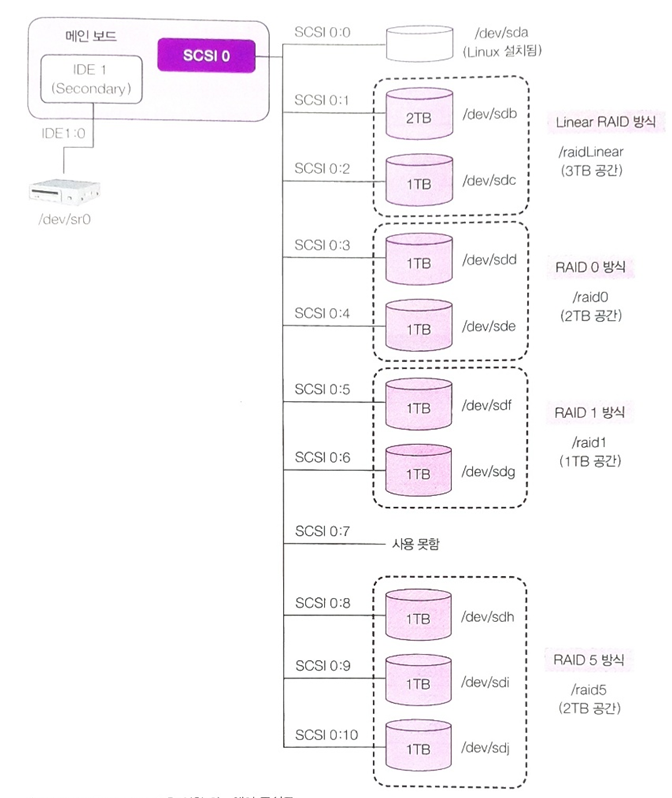 메인 보드
SCSI 0
IDE 1
(Secondary)
IDE1:0
/dev/sr0
SCSI 0:0
/dev/sda
(Linux 설치됨)
SCSI 0:1
2TB
/dev/sdb
SCSI 0:2
1TB
/dev/sdc
Linear RAID 방식
/raidLinear
(3TB 공간)
SCSI 0:3
1TB
/dev/sdd
SCSI 0:4
1TB
/dev/sde
RAID 0 방식
/raid0
(2TB 공간)
SCSI 0:5
1TB
/dev/sdf
SCSI 0:6
1TB
/dev/sdg
RAID 1 방식
/raid1
(1TB 공간)
SCSI 0:7
사용 못함
SCSI 0:8
1TB
/dev/sdh
SCSI 0:9
1TB
/dev/sdi
SCSI 0:10
1TB
/dev/sdj
RAID 5 방식
/raid5
(2TB 공간)